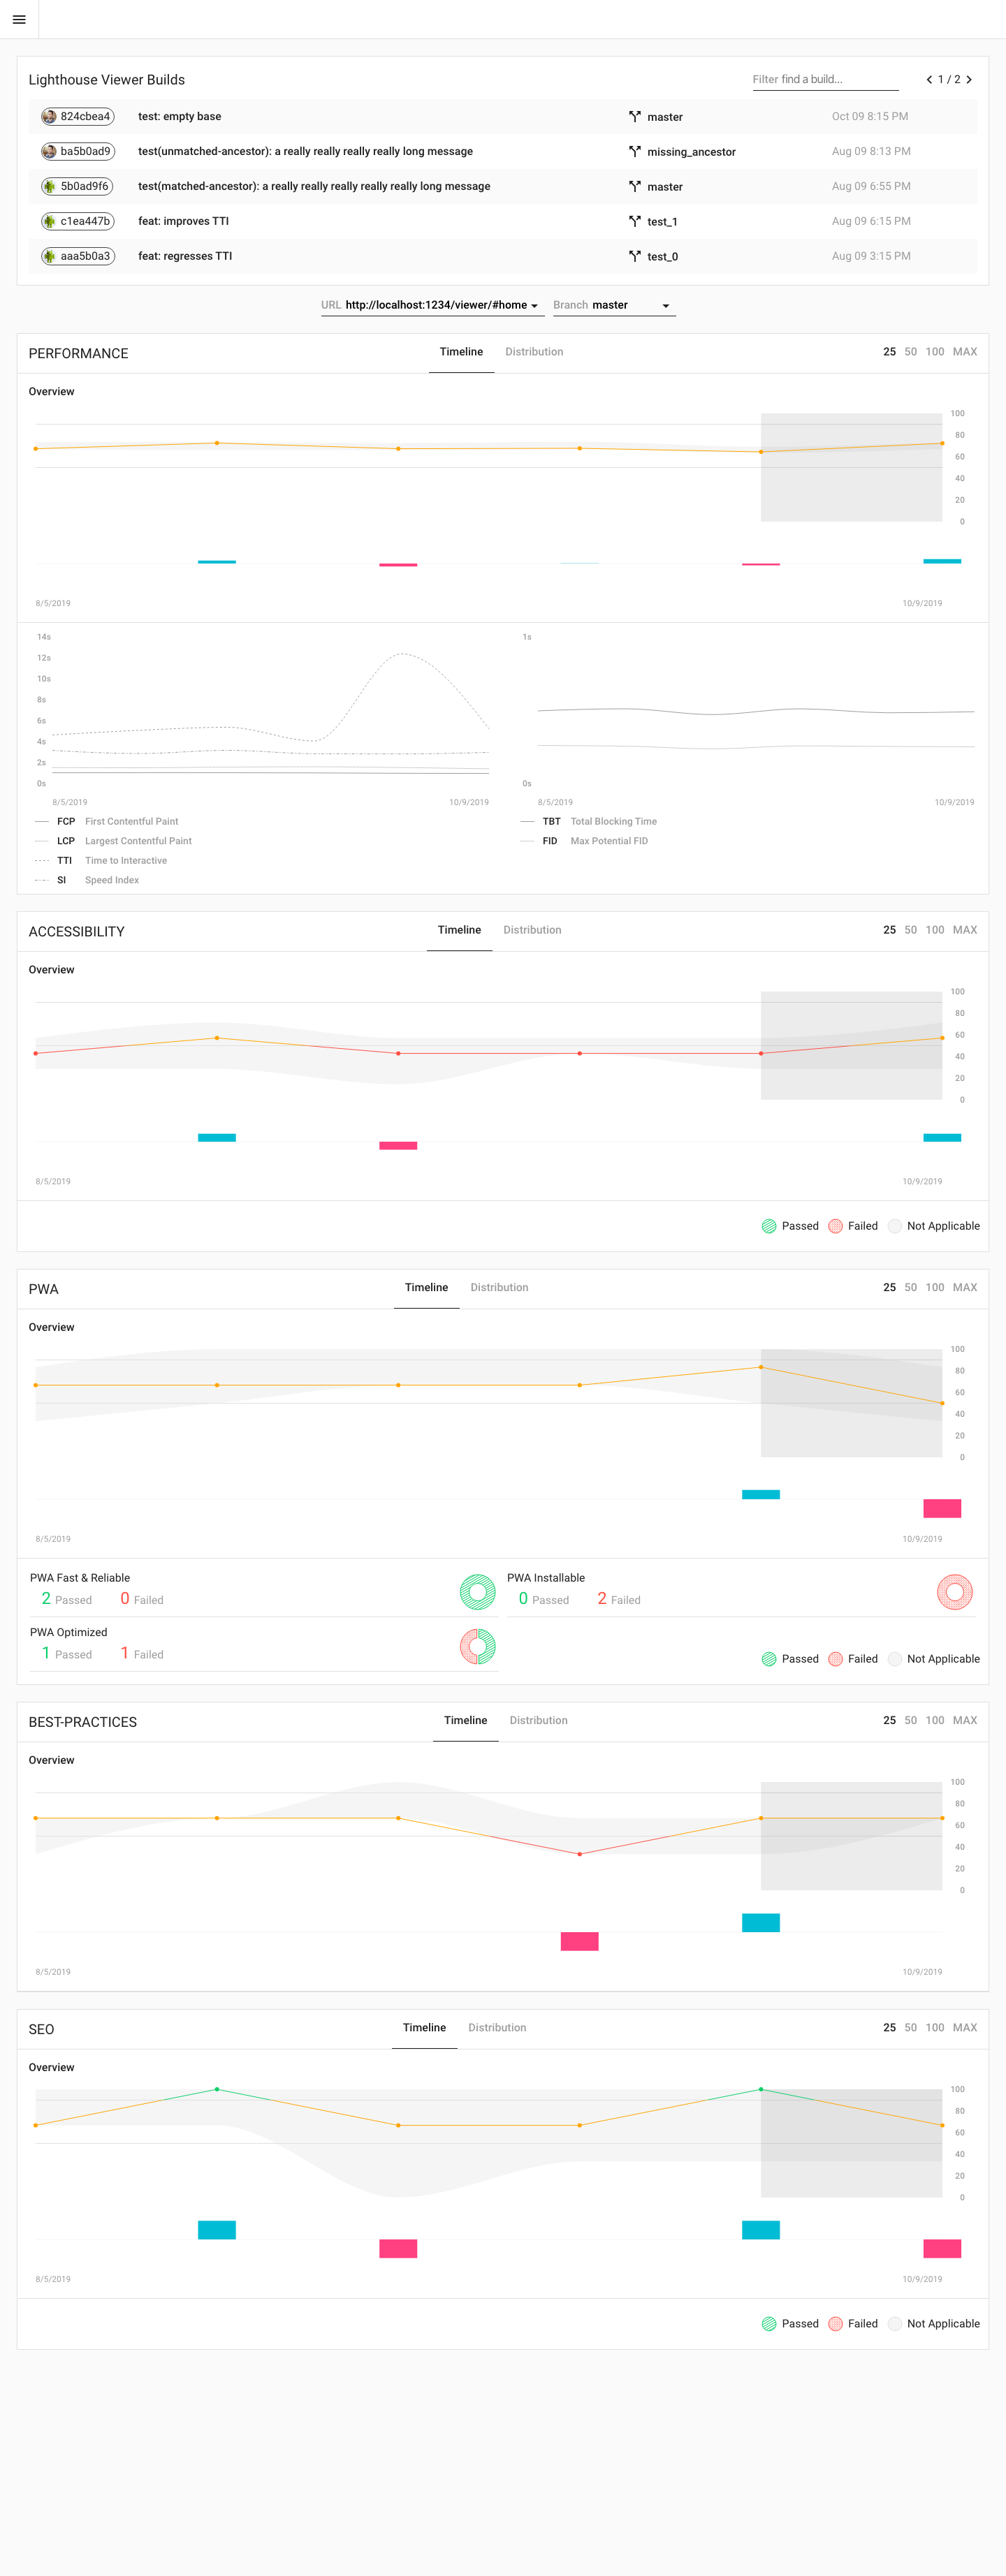 Lighthouse Viewer Builds
Filter find a build...
1 / 2
824cbea4 test: empty base master Oct 09 8:15 PM
ba5b0ad9 test(unmatched-ancestor): a really really really really long message missing_ancestor Aug 09 8:13 PM
5b0ad9f6 test(matched-ancestor): a really really really really really long message master Aug 09 6:55 PM
c1ea447b feat: improves TTI test_1 Aug 09 6:15 PM
aaa5b0a3 feat: regresses TTI test_0 Aug 09 3:15 PM
URL http://localhost:1234/viewer/#home Branch master
PERFORMANCE Timeline Distribution 25 50 100 MAX
Overview
100
80
60
40
20
0
8/5/2019 10/9/2019
14s
12s
10s
8s
6s
4s
2s
0s
8/5/2019 10/9/2019
FCP First Contentful Paint
LCP Largest Contentful Paint
TTI Time to Interactive
SI Speed Index
1s
0s
8/5/2019 10/9/2019
TBT Total Blocking Time
FID Max Potential FID
ACCESSIBILITY Timeline Distribution 25 50 100 MAX
Overview
100
80
60
40
20
0
8/5/2019 10/9/2019
Passed Failed Not Applicable
PWA Timeline Distribution 25 50 100 MAX
Overview
100
80
60
40
20
0
8/5/2019 10/9/2019
PWA Fast & Reliable
2 Passed 0 Failed
PWA Installable
0 Passed 2 Failed
PWA Optimized
1 Passed 1 Failed
Passed Failed Not Applicable
BEST-PRACTICES Timeline Distribution 25 50 100 MAX
Overview
100
80
60
40
20
0
8/5/2019 10/9/2019
SEO Timeline Distribution 25 50 100 MAX
Overview
100
80
60
40
20
0
8/5/2019 10/9/2019
Passed Failed Not Applicable